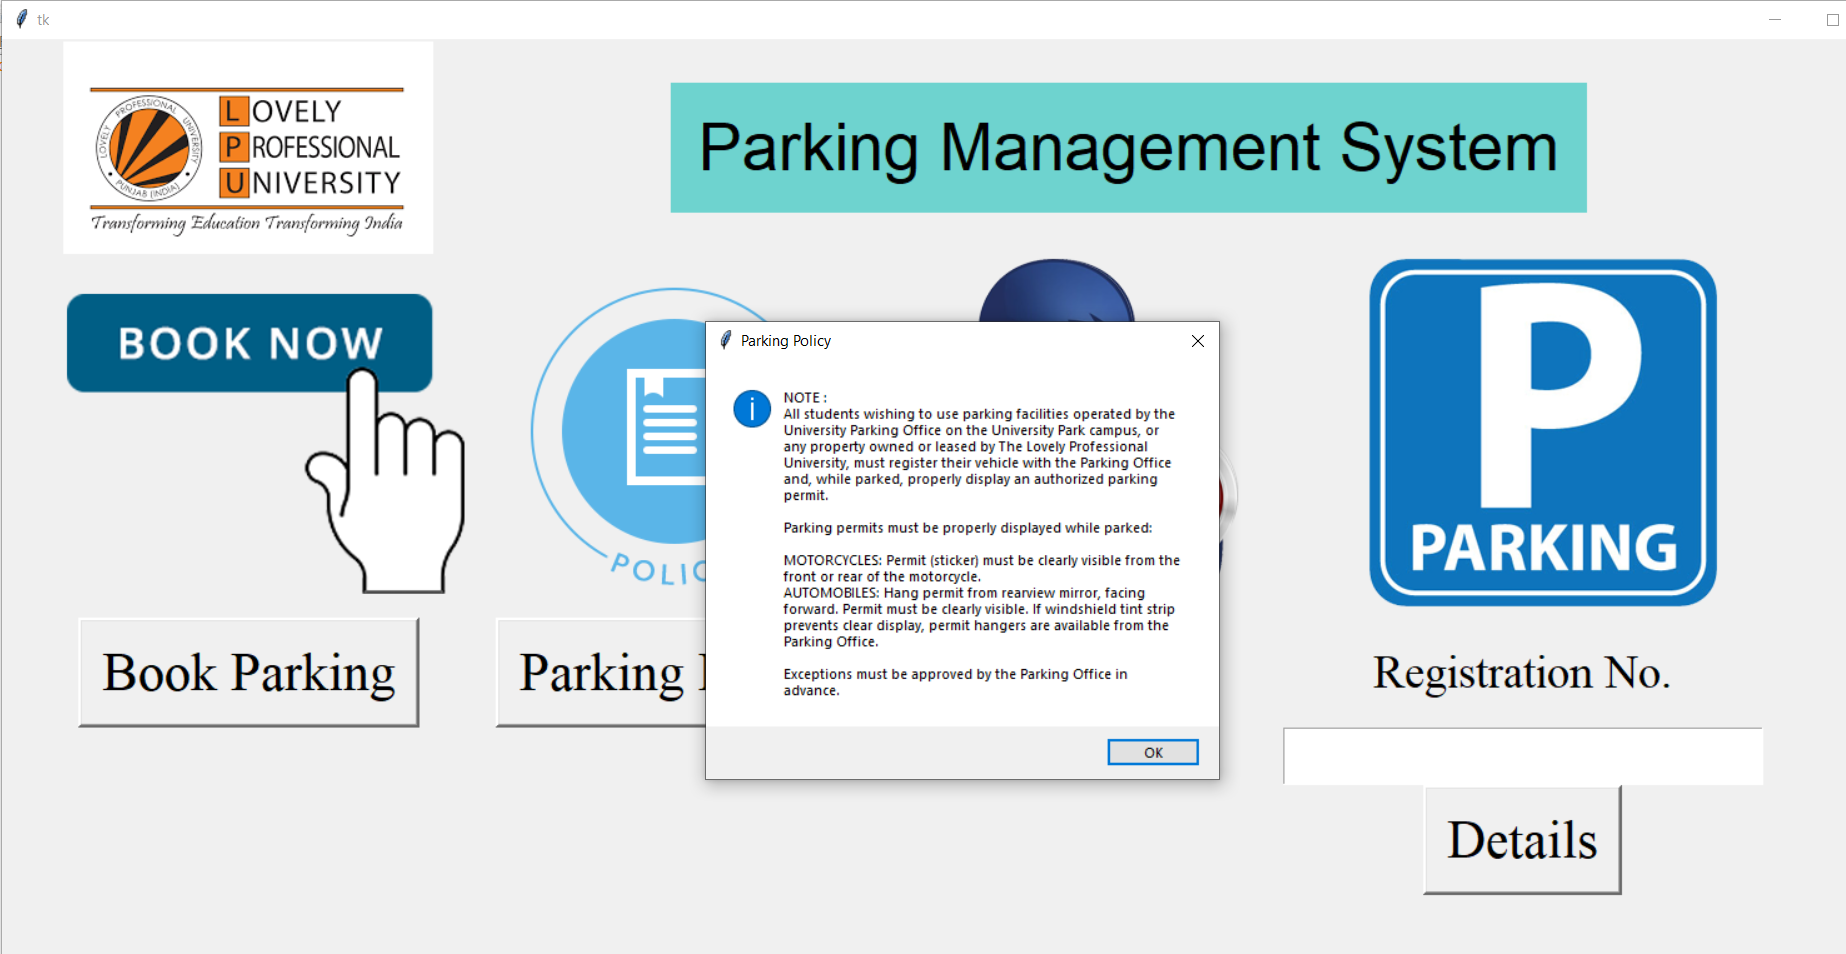 tk
LOVELY
PROFESSIONAL
UNIVERSITY
LOVELY PROFESSIONAL UNIVERSITY
PUNJAB (INDIA)
Transforming Education Transforming India
Parking Management System
BOOK NOW
POLIC
P
PARKING
Parking Policy
NOTE :
All students wishing to use parking facilities operated by the
University Parking Office on the University Park campus, or
any property owned or leased by The Lovely Professional
University, must register their vehicle with the Parking Office
and, while parked, properly display an authorized parking
permit.
Parking permits must be properly displayed while parked:
MOTORCYCLES: Permit (sticker) must be clearly visible from the
front or rear of the motorcycle.
AUTOMOBILES: Hang permit from rearview mirror, facing
forward. Permit must be clearly visible. If windshield tint strip
prevents clear display, permit hangers are available from the
Parking Office.
Exceptions must be approved by the Parking Office in
advance.
OK
Book Parking
Parking
Registration No.
Details